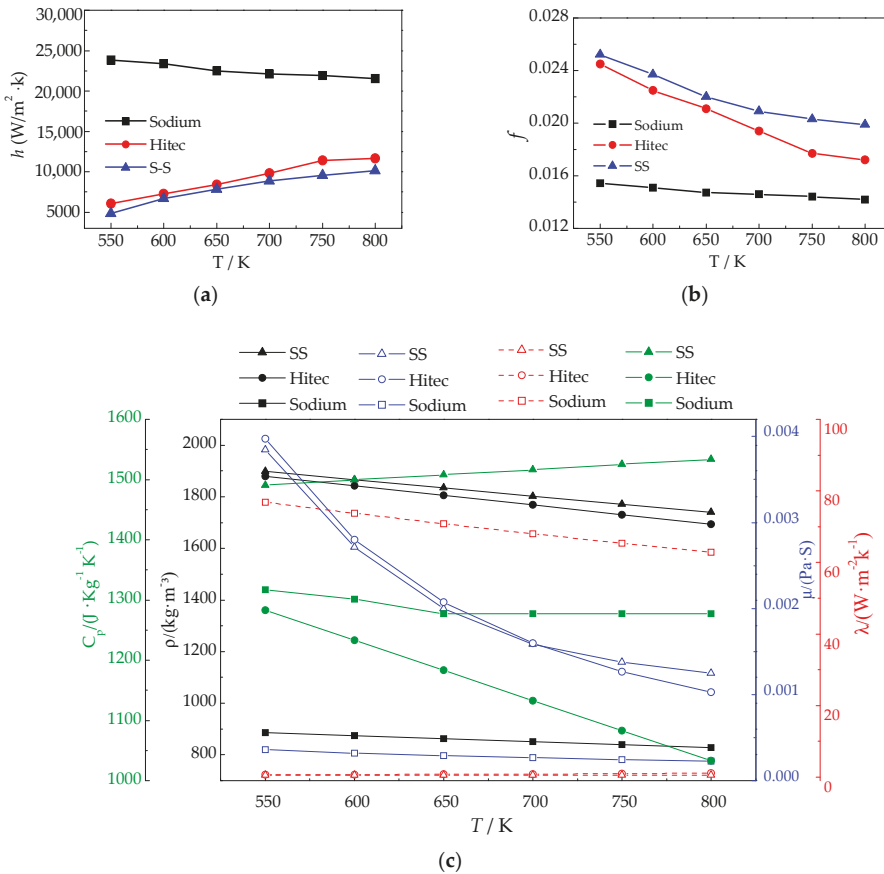 30,000
25,000
20,000
15,000
10,000
5000
h (W/m² ·k)
Sodium
Hitec
S-S
550 600 650 700 750 800
T / K
(a)
0.028
0.024
0.020
0.016
0.012
f
Sodium
Hitec
SS
550 600 650 700 750 800
T / K
(b)
SS SS SS SS
Hitec Hitec Hitec Hitec
Sodium Sodium Sodium Sodium
1600
1500
1400
1300
1200
1100
1000
C_p/(J ·Kg⁻¹ K⁻¹)
2000
1800
1600
1400
1200
1000
800
ρ/(kg·m⁻³)
0.004
0.003
0.002
0.001
0.000
μ/(Pa·S)
100
80
60
40
20
0
λ/(W·m⁻²k⁻¹)
550 600 650 700 750 800
T / K
(c)